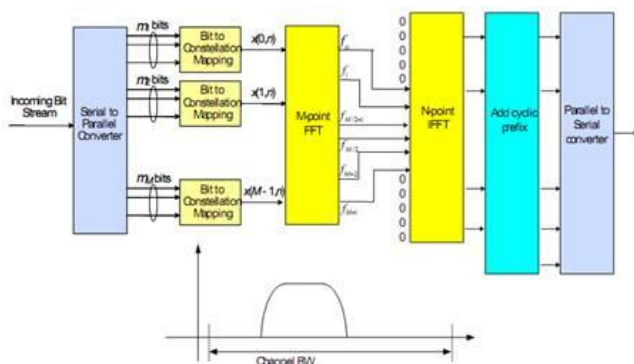 m₁ bits
Bit to
Constellation
Mapping
x(0,n)
m₂ bits
Bit to
Constellation
Mapping
x(1,n)
Incoming Bit
Stream
Serial to
Parallel
Converter
bits
Bit to
Constellation
Mapping
x(M-1,n)
M-point
FFT
0
0
0
0
0
N-point
IFFT
0
0
0
0
0
Add cyclic
prefix
Parallel to
Serial
converter
Channel BW